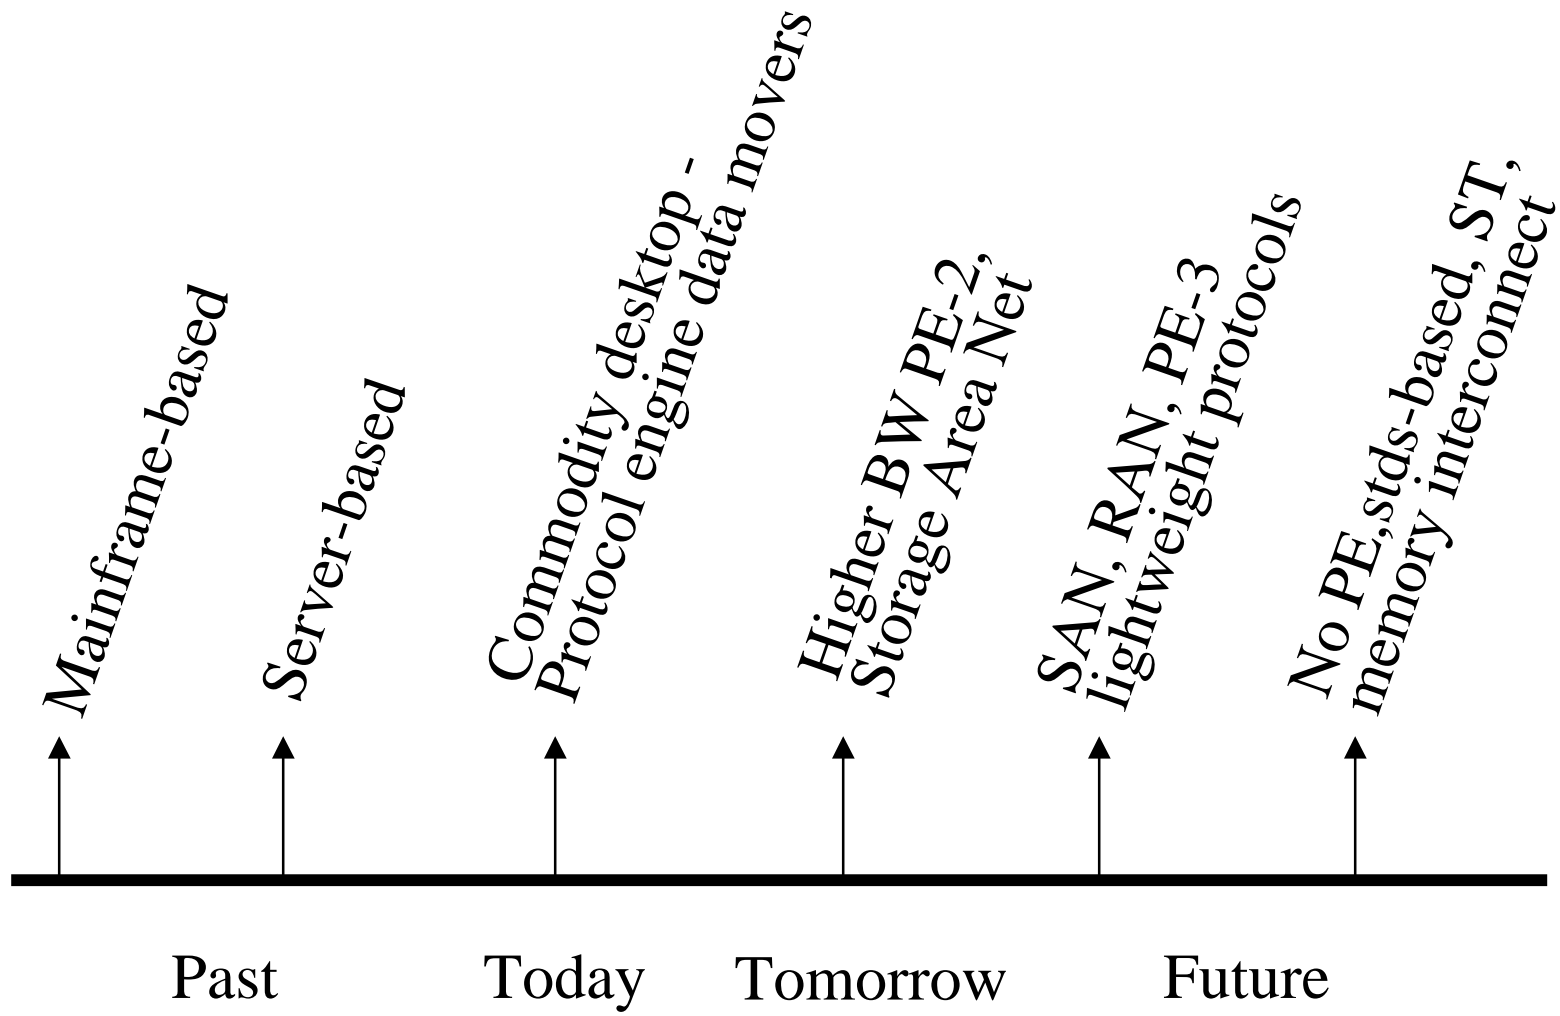 Mainframe-based
Server-based
Commodity desktop -
Protocol engine data movers
Higher BW PE-2,
Storage Area Net
SAN, RAN, PE-3
lightweight protocols
No PE,stds-based, ST,
memory interconnect
Past
Today
Tomorrow
Future